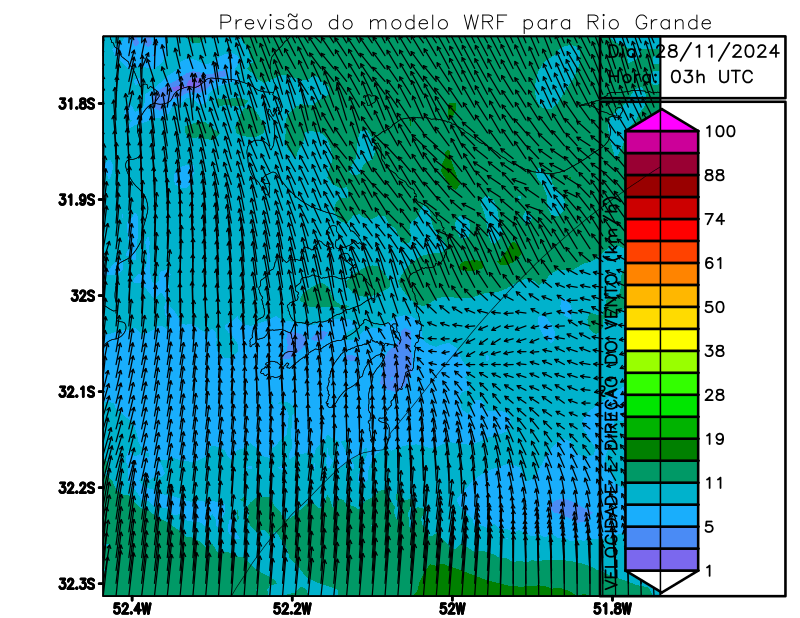 Previsão do modelo WRF para Rio Grande
Dia: 28/11/2024
Hora: 03h UTC
31.8S
31.9S
32S
32.1S
32.2S
32.3S
52.4W
52.2W
52W
51.8W
VELOCIDADE E DIREÇÃO DO VENTO (km/h)
100
88
74
61
50
38
28
19
11
5
1